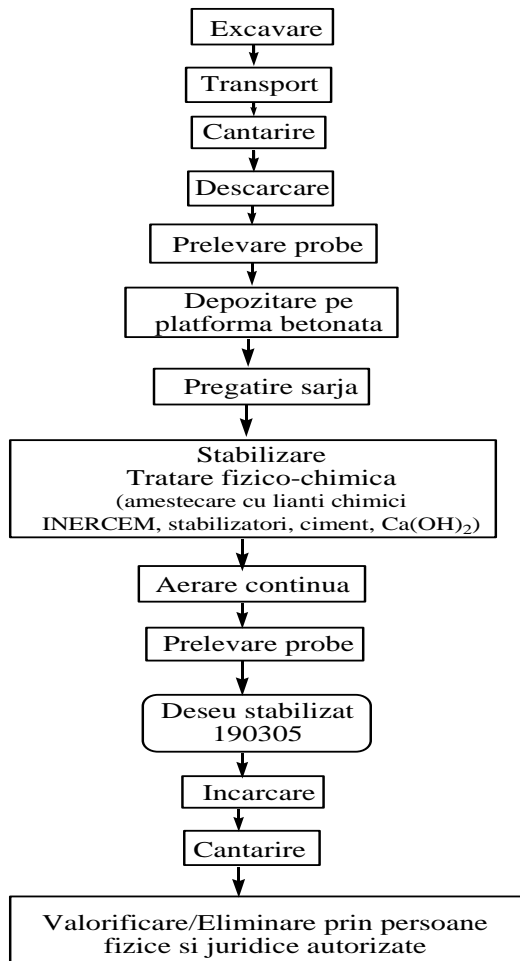 Excavare
Transport
Cantarire
Descarcare
Prelevare probe
Depozitare pe
platforma betonata
Pregatire sarja
Stabilizare
Tratare fizico-chimica
(amestecare cu lianti chimici
INERCEM, stabilizatori, ciment, Ca(OH)₂)
Aerare continua
Prelevare probe
Deseu stabilizat
190305
Incarcare
Cantarire
Valorificare/Eliminare prin persoane
fizice si juridice autorizate